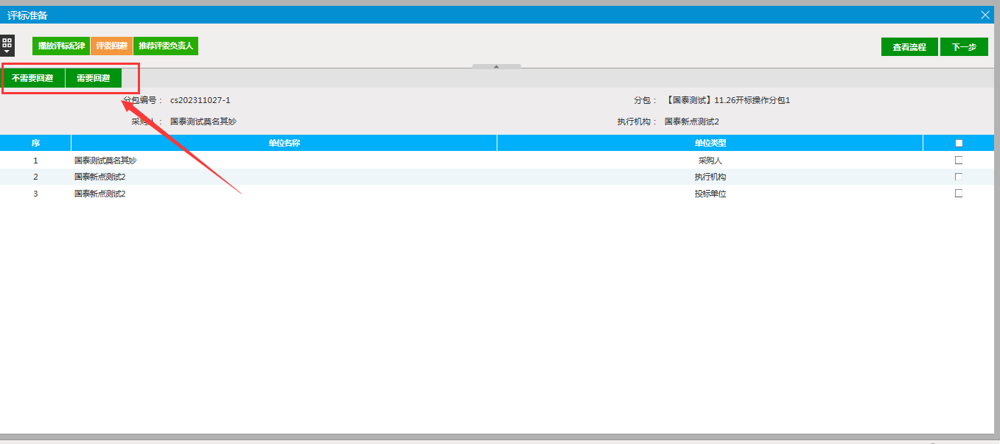 评标准备
播放评标纪律 评委回避 推荐评委负责人 查看流程 下一步
不需要回避 需要回避
分包编号： cs202311027-1 分包： 【国泰测试】11.26开标操作分包1
采购人： 国泰测试莫名其妙 执行机构： 国泰新点测试2
序 单位名称 单位类型
1 国泰测试莫名其妙 采购人
2 国泰新点测试2 执行机构
3 国泰新点测试2 投标单位